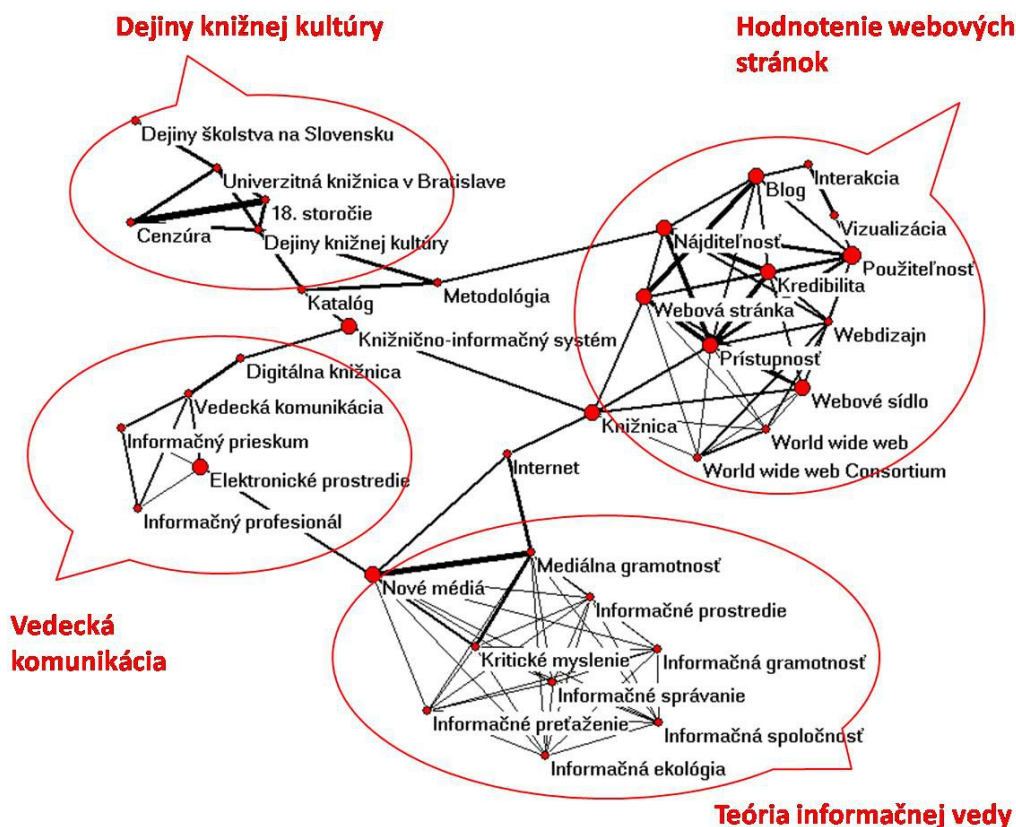 Dejiny knižnej kultúry
Hodnotenie webových
stránok
Dejiny školstva na Slovensku
Univerzitná knižnica v Bratislave
18. storočie
Cenzúra
Dejiny knižnej kultúry
Katalóg
Metodológia
Knižnično-informačný systém
Digitálna knižnica
Vedecká komunikácia
Informačný prieskum
Elektronické prostredie
Informačný profesionál
Blog
Interakcia
Vizualizácia
Nájditeľnosť
Použiteľnosť
Kredibilita
Webová stránka
Webdizajn
Prístupnosť
Webové sídlo
Knižnica
World wide web
World wide web Consortium
Internet
Mediálna gramotnosť
Nové médiá
Informačné prostredie
Kritické myslenie
Informačná gramotnosť
Informačné správanie
Informačné preťaženie
Informačná spoločnosť
Informačná ekológia
Vedecká
komunikácia
Teória informačnej vedy